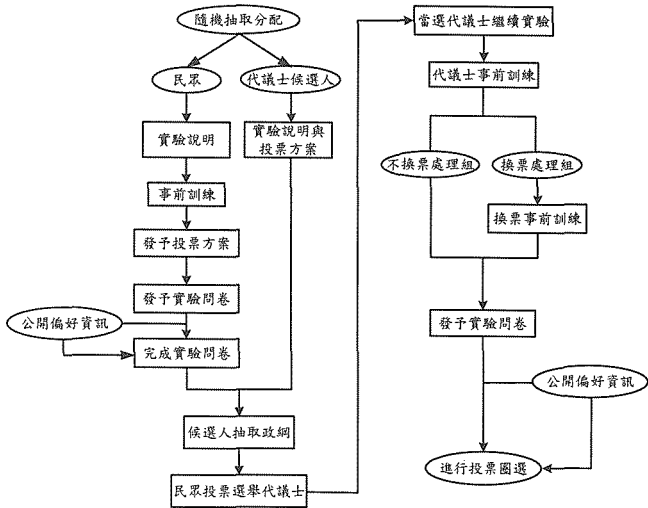 隨機抽取分配
民眾
代議士候選人
實驗說明
實驗說明與
投票方案
事前訓練
發予投票方案
發予實驗問卷
公開偏好資訊
完成實驗問卷
候選人抽取政綱
民眾投票選舉代議士
當選代議士繼續實驗
代議士事前訓練
不換票處理組
換票處理組
換票事前訓練
發予實驗問卷
公開偏好資訊
進行投票圈選